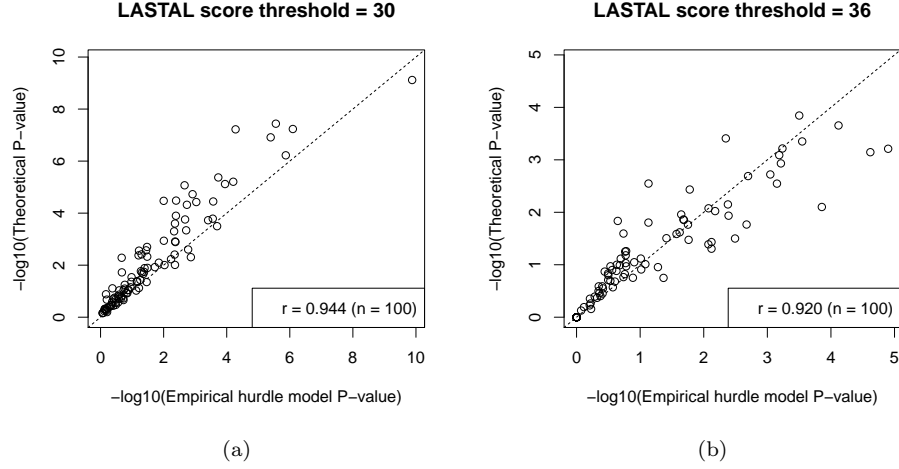 LASTAL score threshold = 30
10
8
6
4
2
0
−log10(Theoretical P−value)
r = 0.944 (n = 100)
0 2 4 6 8 10
−log10(Empirical hurdle model P−value)
(a)
LASTAL score threshold = 36
5
4
3
2
1
0
−log10(Theoretical P−value)
r = 0.920 (n = 100)
0 1 2 3 4 5
−log10(Empirical hurdle model P−value)
(b)